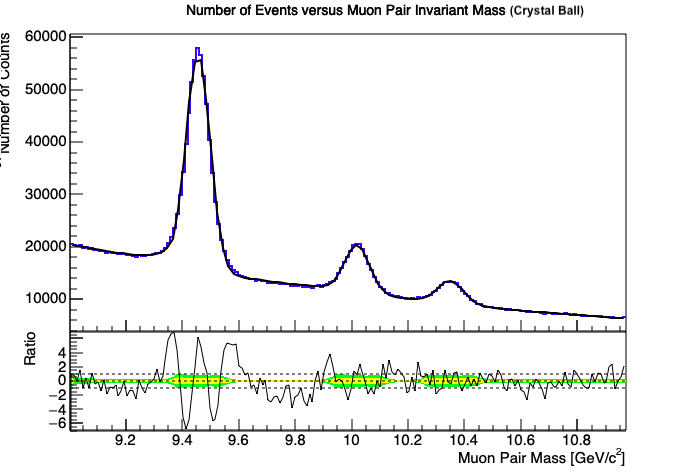 Number of Events versus Muon Pair Invariant Mass (Crystal Ball)
Number of Counts
60000
50000
40000
30000
20000
10000
Ratio
4
2
0
−2
−4
−6
9.2 9.4 9.6 9.8 10 10.2 10.4 10.6 10.8
Muon Pair Mass [GeV/c²]